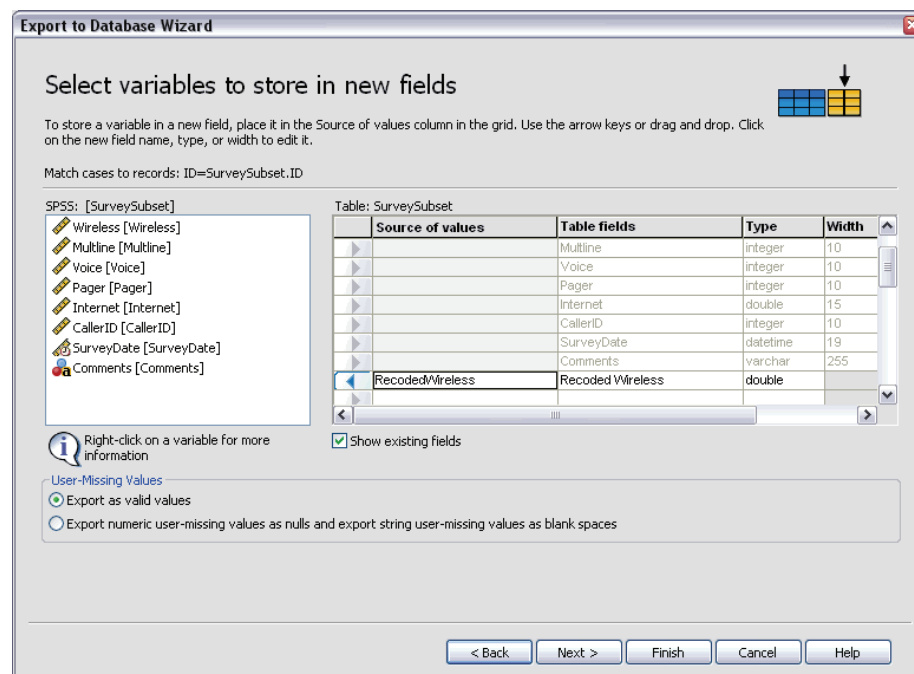 Export to Database Wizard
Select variables to store in new fields
To store a variable in a new field, place it in the Source of values column in the grid. Use the arrow keys or drag and drop. Click
on the new field name, type, or width to edit it.
Match cases to records: ID=SurveySubset.ID
SPSS: [SurveySubset]
Wireless [Wireless]
Multline [Multline]
Voice [Voice]
Pager [Pager]
Internet [Internet]
CallerID [CallerID]
SurveyDate [SurveyDate]
Comments [Comments]
Right-click on a variable for more
information
Table: SurveySubset
Source of values Table fields Type Width
Multline integer 10
Voice integer 10
Pager integer 10
Internet double 15
CallerID integer 10
SurveyDate datetime 19
Comments varchar 255
RecodedWireless Recoded Wireless double
Show existing fields
User-Missing Values
Export as valid values
Export numeric user-missing values as nulls and export string user-missing values as blank spaces
< Back Next > Finish Cancel Help